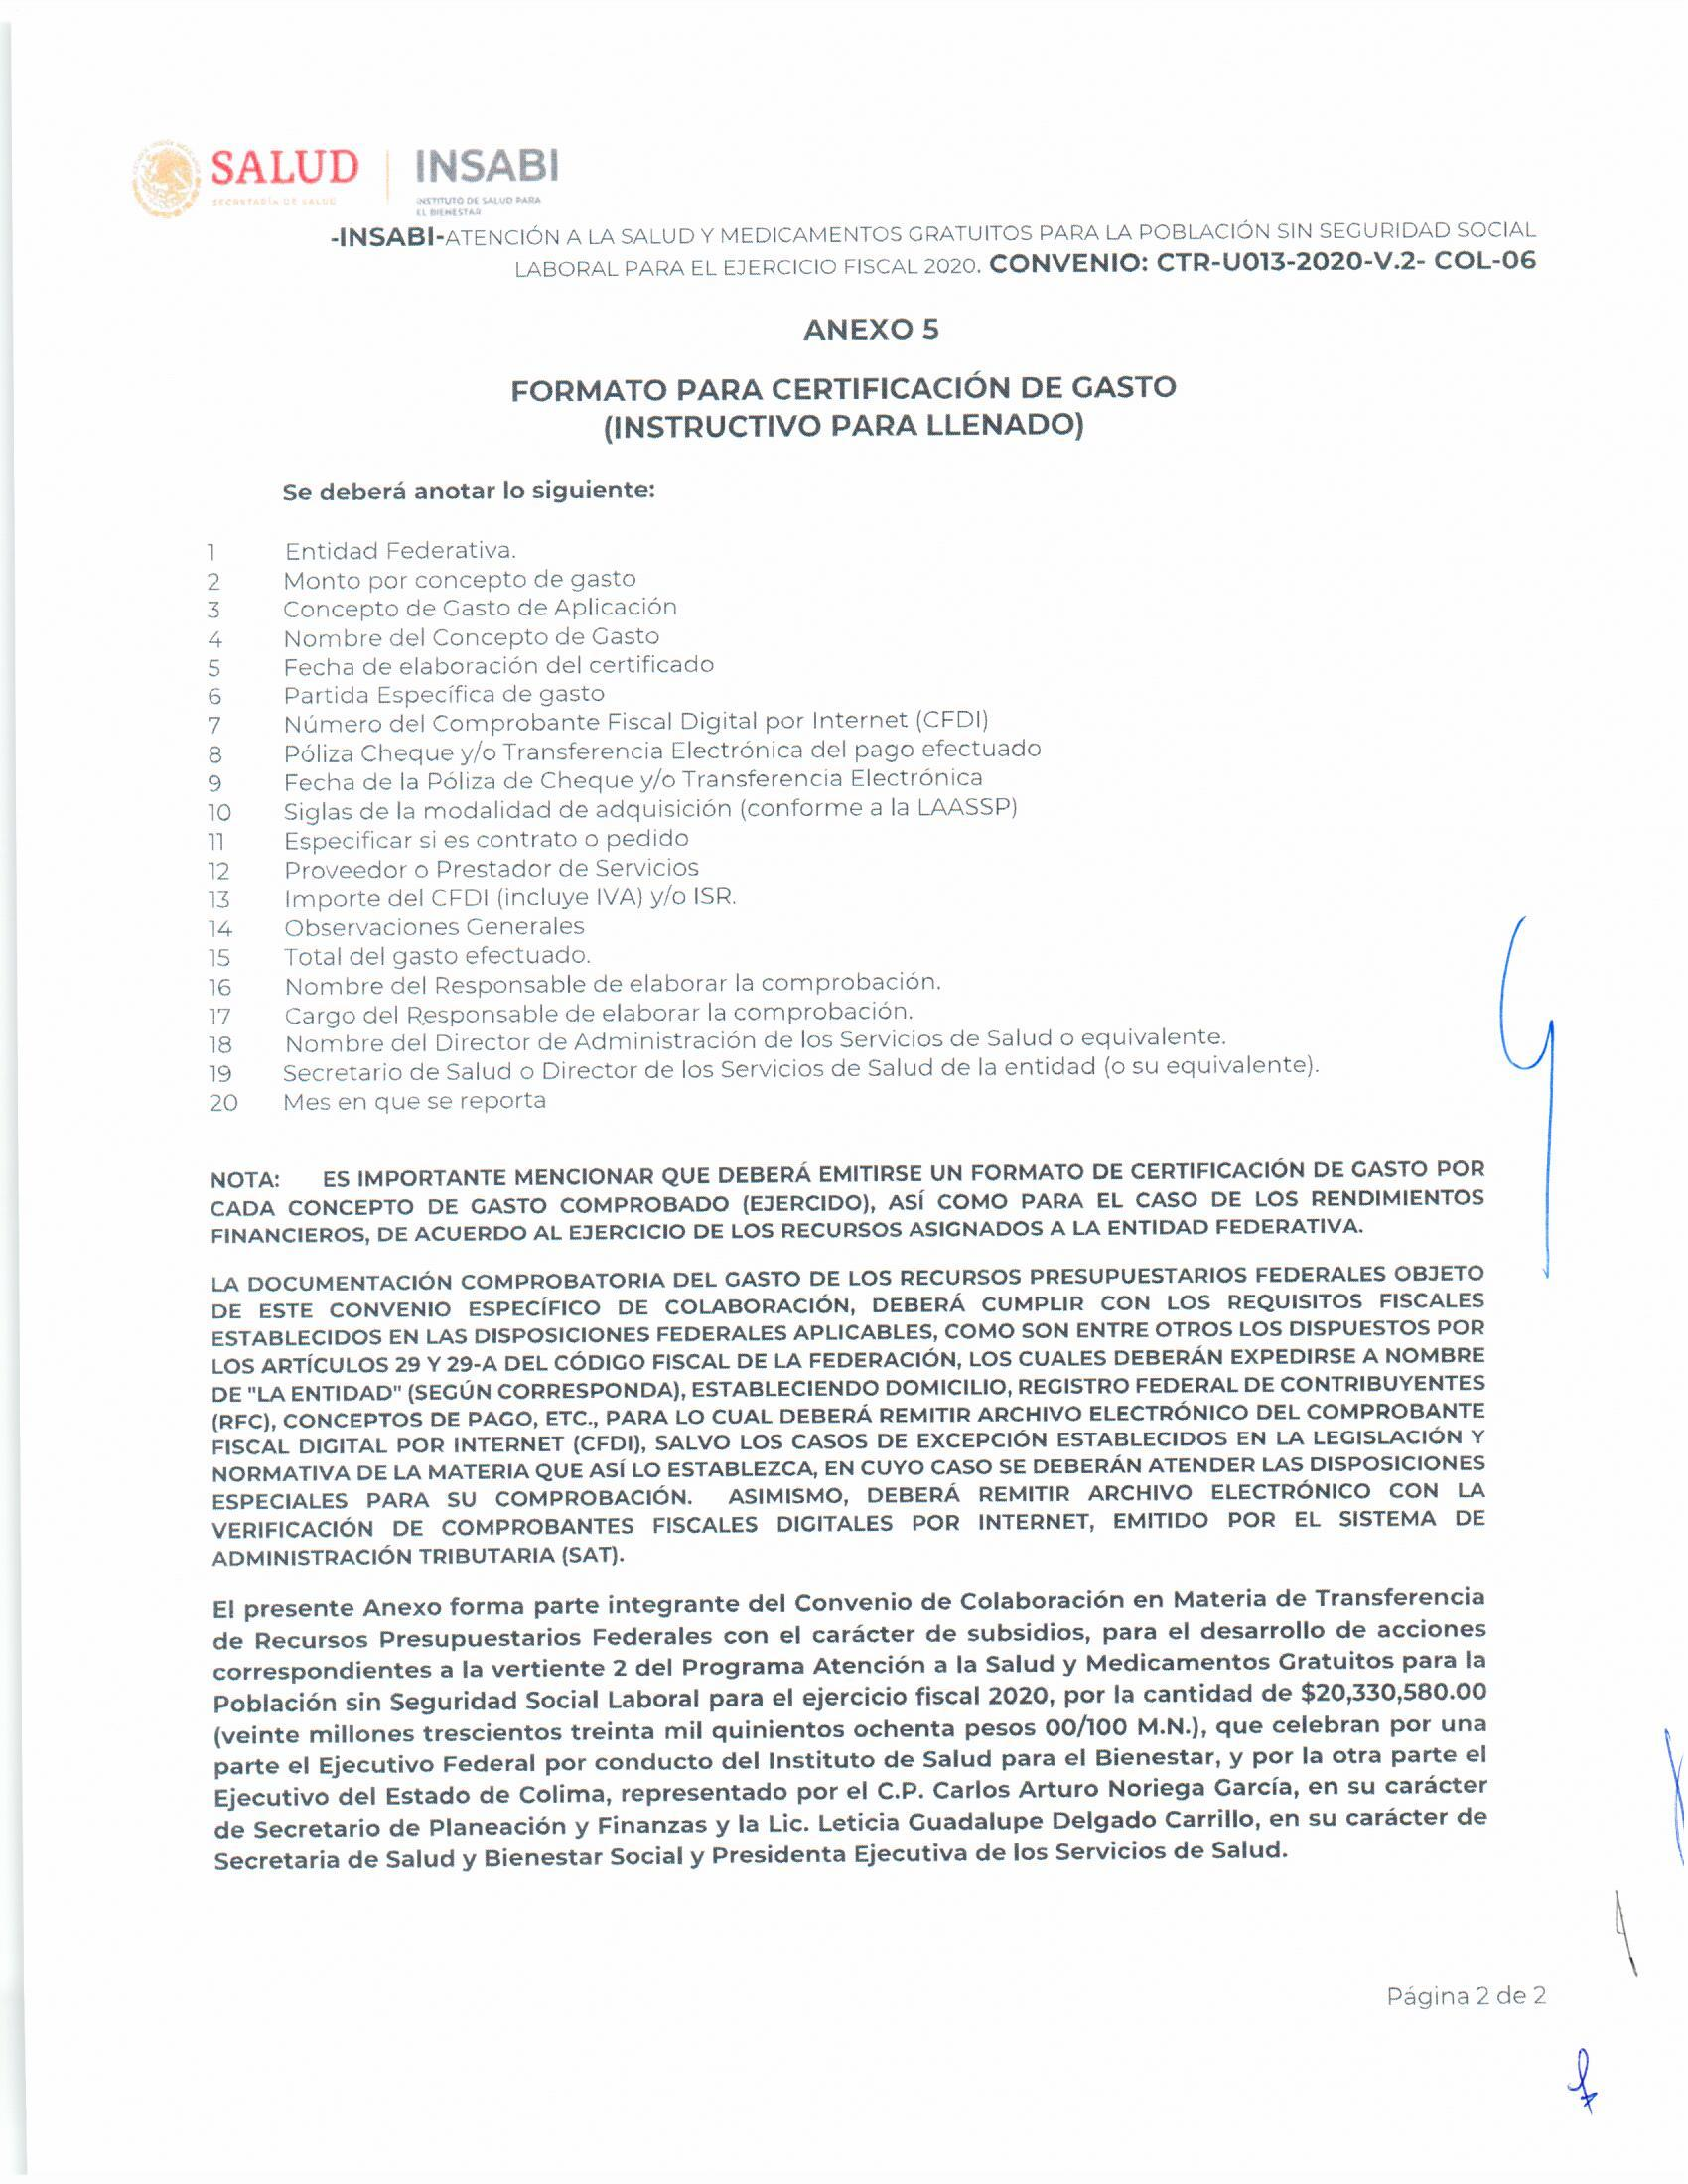 SALUD
SECRETARÍA DE SALUD
INSABI
INSTITUTO DE SALUD PARA
EL BIENESTAR
-INSABI-ATENCIÓN A LA SALUD Y MEDICAMENTOS GRATUITOS PARA LA POBLACIÓN SIN SEGURIDAD SOCIAL
LABORAL PARA EL EJERCICIO FISCAL 2020. CONVENIO: CTR-U013-2020-V.2- COL-06
ANEXO 5
FORMATO PARA CERTIFICACIÓN DE GASTO
(INSTRUCTIVO PARA LLENADO)
Se deberá anotar lo siguiente:
1 Entidad Federativa.
2 Monto por concepto de gasto
3 Concepto de Gasto de Aplicación
4 Nombre del Concepto de Gasto
5 Fecha de elaboración del certificado
6 Partida Específica de gasto
7 Número del Comprobante Fiscal Digital por Internet (CFDI)
8 Póliza Cheque y/o Transferencia Electrónica del pago efectuado
9 Fecha de la Póliza de Cheque y/o Transferencia Electrónica
10 Siglas de la modalidad de adquisición (conforme a la LAASSP)
11 Especificar si es contrato o pedido
12 Proveedor o Prestador de Servicios
13 Importe del CFDI (incluye IVA) y/o ISR.
14 Observaciones Generales
15 Total del gasto efectuado.
16 Nombre del Responsable de elaborar la comprobación.
17 Cargo del Responsable de elaborar la comprobación.
18 Nombre del Director de Administración de los Servicios de Salud o equivalente.
19 Secretario de Salud o Director de los Servicios de Salud de la entidad (o su equivalente).
20 Mes en que se reporta
NOTA: ES IMPORTANTE MENCIONAR QUE DEBERÁ EMITIRSE UN FORMATO DE CERTIFICACIÓN DE GASTO POR
CADA CONCEPTO DE GASTO COMPROBADO (EJERCIDO), ASÍ COMO PARA EL CASO DE LOS RENDIMIENTOS
FINANCIEROS, DE ACUERDO AL EJERCICIO DE LOS RECURSOS ASIGNADOS A LA ENTIDAD FEDERATIVA.
LA DOCUMENTACIÓN COMPROBATORIA DEL GASTO DE LOS RECURSOS PRESUPUESTARIOS FEDERALES OBJETO
DE ESTE CONVENIO ESPECÍFICO DE COLABORACIÓN, DEBERÁ CUMPLIR CON LOS REQUISITOS FISCALES
ESTABLECIDOS EN LAS DISPOSICIONES FEDERALES APLICABLES, COMO SON ENTRE OTROS LOS DISPUESTOS POR
LOS ARTÍCULOS 29 Y 29-A DEL CÓDIGO FISCAL DE LA FEDERACIÓN, LOS CUALES DEBERÁN EXPEDIRSE A NOMBRE
DE "LA ENTIDAD" (SEGÚN CORRESPONDA), ESTABLECIENDO DOMICILIO, REGISTRO FEDERAL DE CONTRIBUYENTES
(RFC), CONCEPTOS DE PAGO, ETC., PARA LO CUAL DEBERÁ REMITIR ARCHIVO ELECTRÓNICO DEL COMPROBANTE
FISCAL DIGITAL POR INTERNET (CFDI), SALVO LOS CASOS DE EXCEPCIÓN ESTABLECIDOS EN LA LEGISLACIÓN Y
NORMATIVA DE LA MATERIA QUE ASÍ LO ESTABLEZCA, EN CUYO CASO SE DEBERÁN ATENDER LAS DISPOSICIONES
ESPECIALES PARA SU COMPROBACIÓN. ASIMISMO, DEBERÁ REMITIR ARCHIVO ELECTRÓNICO CON LA
VERIFICACIÓN DE COMPROBANTES FISCALES DIGITALES POR INTERNET, EMITIDO POR EL SISTEMA DE
ADMINISTRACIÓN TRIBUTARIA (SAT).
El presente Anexo forma parte integrante del Convenio de Colaboración en Materia de Transferencia
de Recursos Presupuestarios Federales con el carácter de subsidios, para el desarrollo de acciones
correspondientes a la vertiente 2 del Programa Atención a la Salud y Medicamentos Gratuitos para la
Población sin Seguridad Social Laboral para el ejercicio fiscal 2020, por la cantidad de $20,330,580.00
(veinte millones trescientos treinta mil quinientos ochenta pesos 00/100 M.N.), que celebran por una
parte el Ejecutivo Federal por conducto del Instituto de Salud para el Bienestar, y por la otra parte el
Ejecutivo del Estado de Colima, representado por el C.P. Carlos Arturo Noriega García, en su carácter
de Secretario de Planeación y Finanzas y la Lic. Leticia Guadalupe Delgado Carrillo, en su carácter de
Secretaria de Salud y Bienestar Social y Presidenta Ejecutiva de los Servicios de Salud.
Página 2 de 2